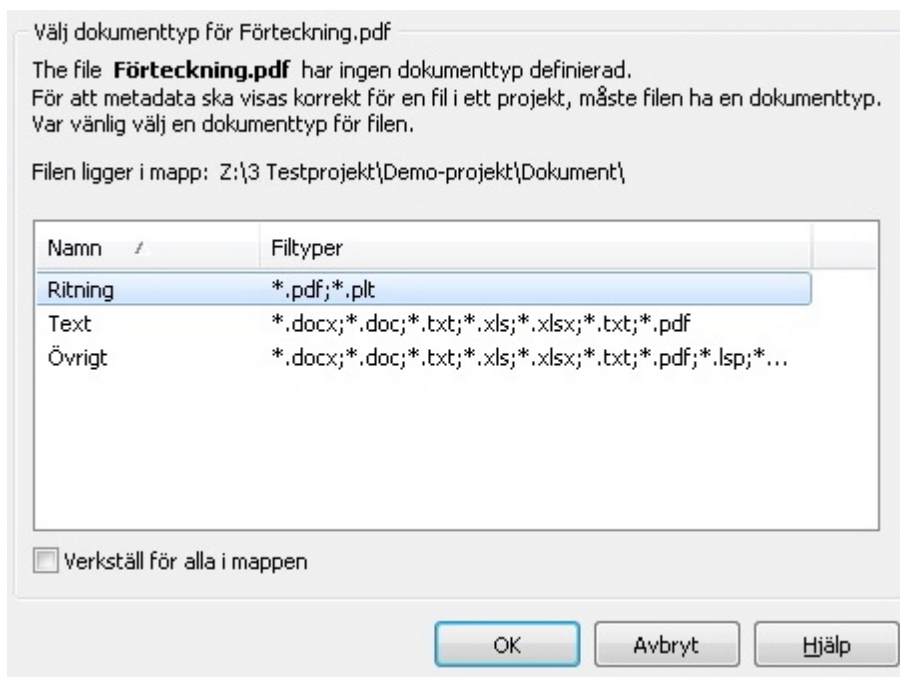 Välj dokumenttyp för Förteckning.pdf
The file Förteckning.pdf har ingen dokumenttyp definierad.
För att metadata ska visas korrekt för en fil i ett projekt, måste filen ha en dokumenttyp.
Var vänlig välj en dokumenttyp för filen.
Filen ligger i mapp: Z:\3 Testprojekt\Demo-projekt\Dokument\
Namn Filtyper
Ritning *.pdf;*.plt
Text *.docx;*.doc;*.txt;*.xls;*.xlsx;*.txt;*.pdf
Övrigt *.docx;*.doc;*.txt;*.xls;*.xlsx;*.txt;*.pdf;*.lsp;*...
Verkställ för alla i mappen
OK Avbryt Hjälp